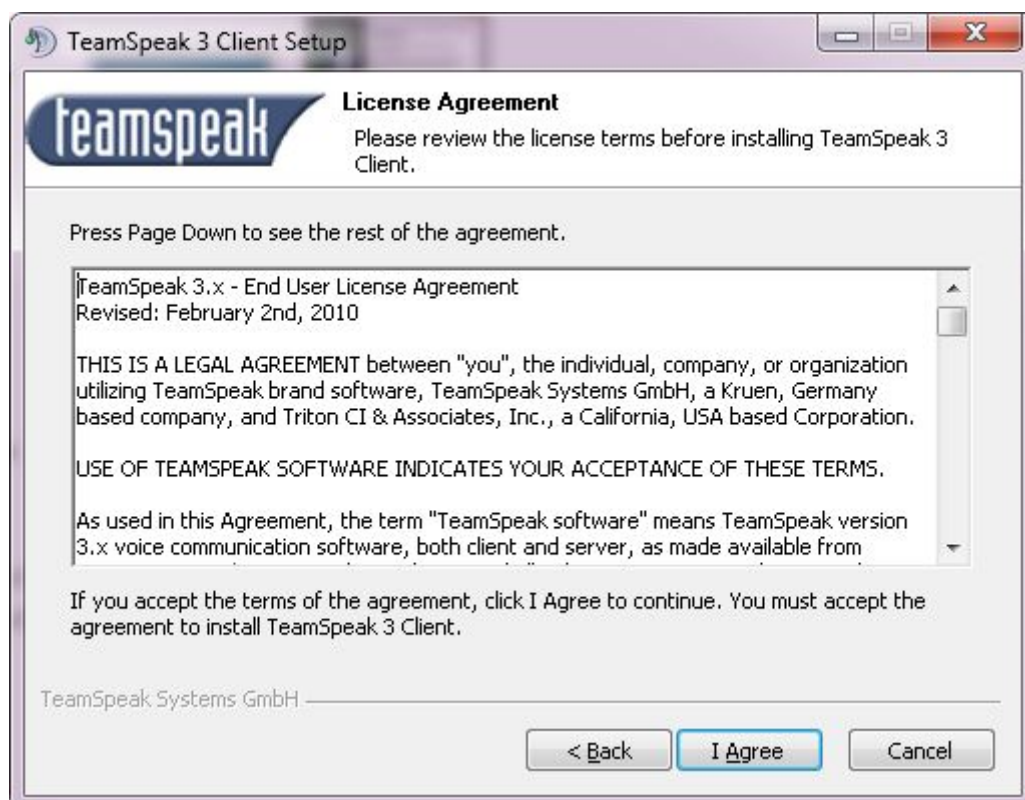 TeamSpeak 3 Client Setup
teamspeak
License Agreement
Please review the license terms before installing TeamSpeak 3
Client.
Press Page Down to see the rest of the agreement.
TeamSpeak 3.x - End User License Agreement
Revised: February 2nd, 2010
THIS IS A LEGAL AGREEMENT between "you", the individual, company, or organization
utilizing TeamSpeak brand software, TeamSpeak Systems GmbH, a Kruen, Germany
based company, and Triton CI & Associates, Inc., a California, USA based Corporation.
USE OF TEAMSPEAK SOFTWARE INDICATES YOUR ACCEPTANCE OF THESE TERMS.
As used in this Agreement, the term "TeamSpeak software" means TeamSpeak version
3.x voice communication software, both client and server, as made available from
If you accept the terms of the agreement, click I Agree to continue. You must accept the
agreement to install TeamSpeak 3 Client.
TeamSpeak Systems GmbH
< Back
I Agree
Cancel